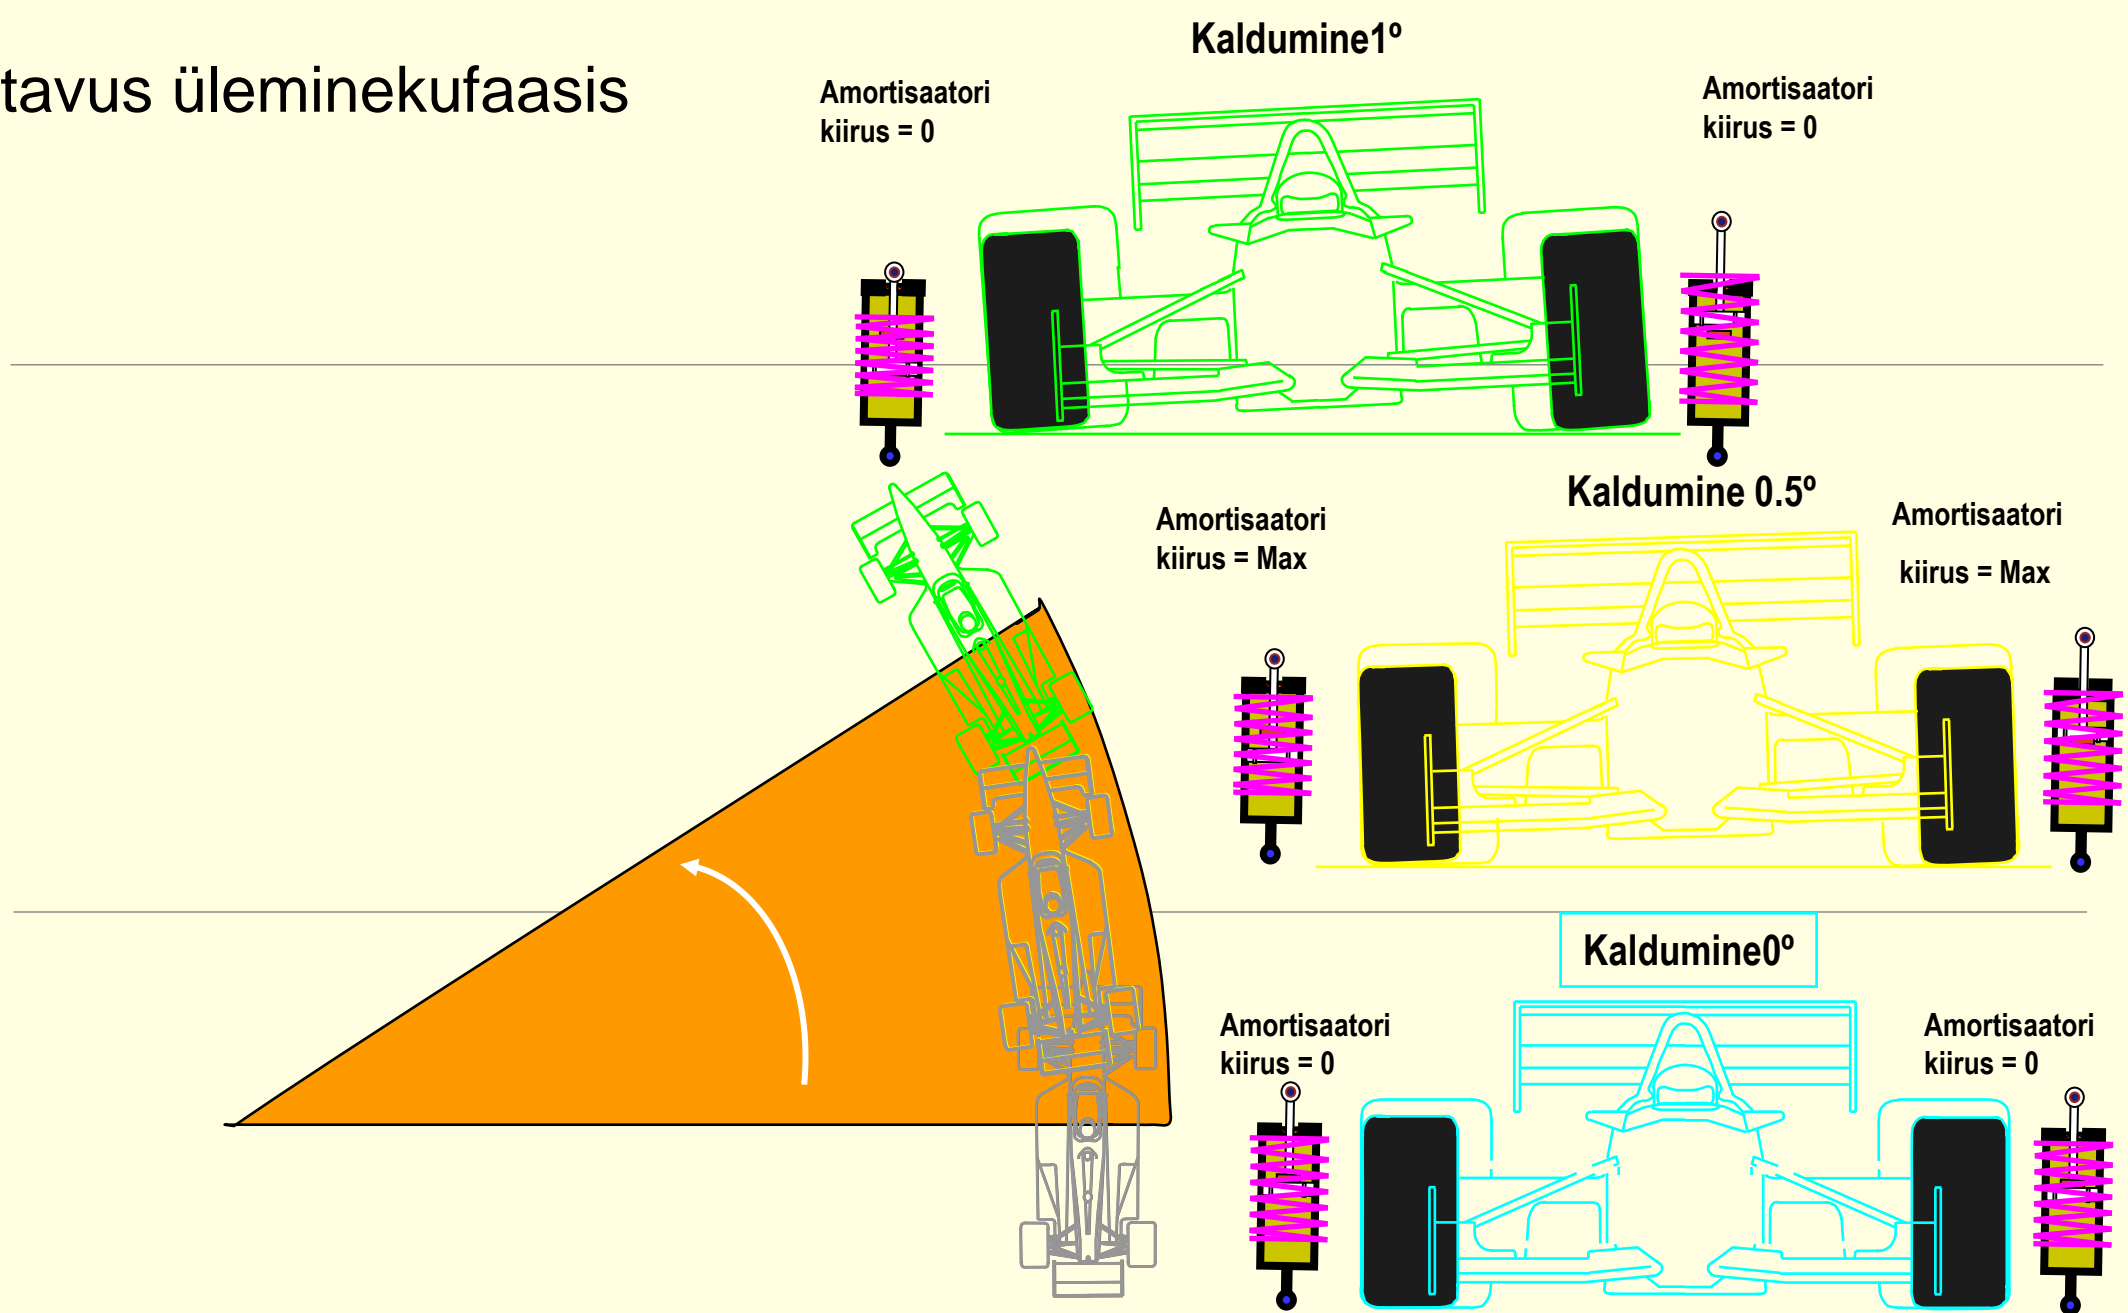 tavus üleminekufaasis
Kaldumine1º
Amortisaatori
kiirus = 0
Amortisaatori
kiirus = 0
Kaldumine 0.5º
Amortisaatori
kiirus = Max
Amortisaatori
kiirus = Max
Kaldumine0º
Amortisaatori
kiirus = 0
Amortisaatori
kiirus = 0